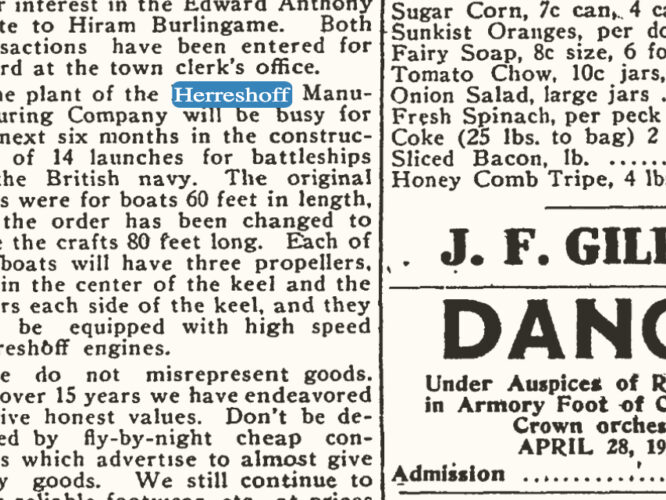 r interest in the Edward Anthony
te to Hiram Burlingame. Both
nsactions have been entered for
rd at the town clerk's office.
he plant of the Herreshoff Manu-
uring Company will be busy for
next six months in the construc-
of 14 launches for battleships
the British navy. The original
s were for boats 60 feet in length,
the order has been changed to
e the crafts 80 feet long. Each of
boats will have three propellers,
in the center of the keel and the
rs each side of the keel, and they
be equipped with high speed
reshoff engines.
e do not misrepresent goods.
over 15 years we have endeavored
ive honest values. Don't be de-
ed by fly-by-night cheap con-
s which advertise to almost give
y goods. We still continue to
reliable footwear, etc. at prices
Sugar Corn, 7c can, 4 c
Sunkist Oranges, per do
Fairy Soap, 8c size, 6 fo
Tomato Chow, 10c jars,
Onion Salad, large jars .
Fresh Spinach, per peck
Coke (25 lbs. to bag) 2
Sliced Bacon, lb. ......
Honey Comb Tripe, 4 lb
J. F. GIL
DANC
Under Auspices of R
in Armory Foot of C
Crown orches
APRIL 28, 19
Admission ................